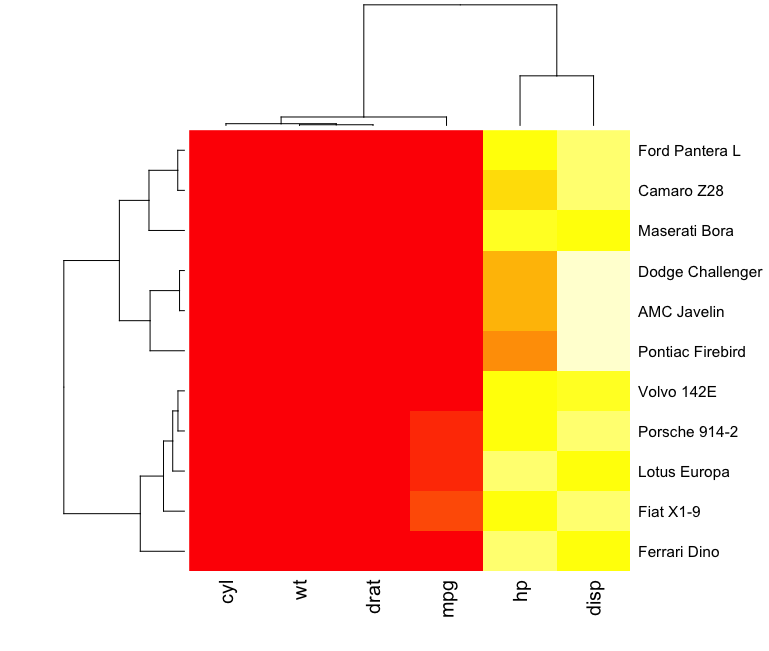 Ford Pantera L
Camaro Z28
Maserati Bora
Dodge Challenger
AMC Javelin
Pontiac Firebird
Volvo 142E
Porsche 914-2
Lotus Europa
Fiat X1-9
Ferrari Dino
cyl
wt
drat
mpg
hp
disp